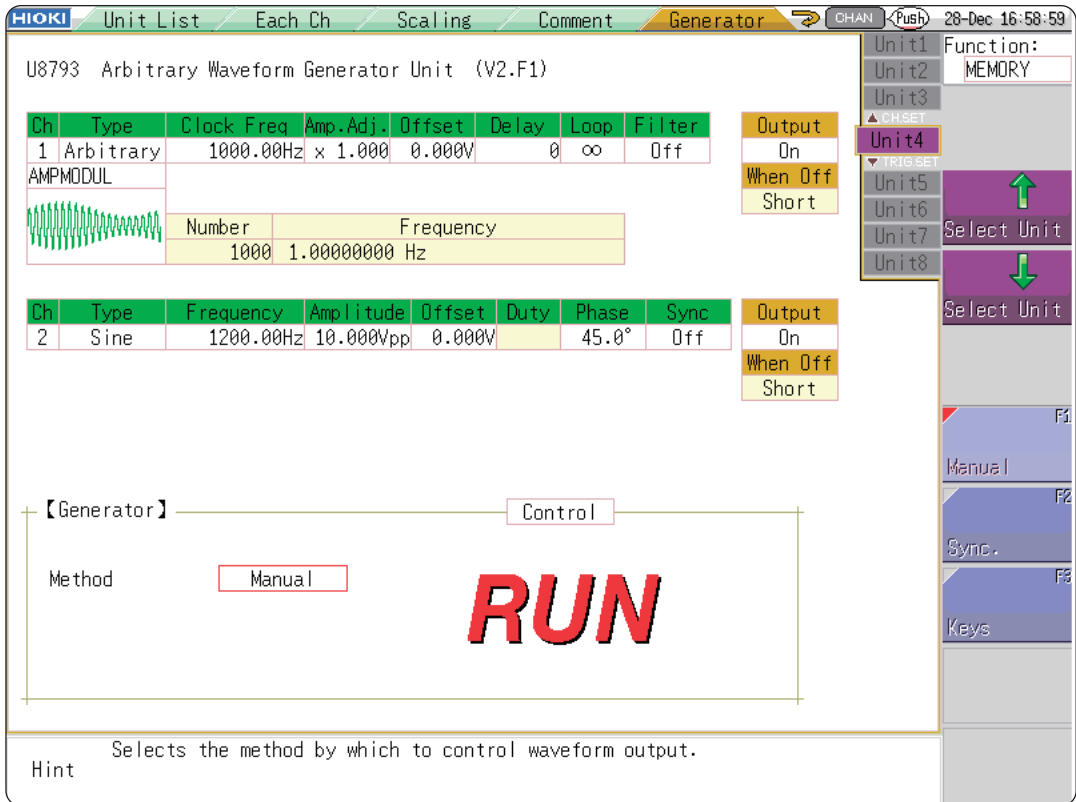 HIOKI Unit List Each Ch Scaling Comment Generator CHAN Push 28-Dec 16:58:59
Unit1 Function:
U8793 Arbitrary Waveform Generator Unit (V2.F1) Unit2 MEMORY
Unit3
▲ CH.SET
Ch Type Clock Freq Amp.Adj. Offset Delay Loop Filter Output
Unit4
1 Arbitrary 1000.00Hz x 1.000 0.000V 0 ∞ Off On
▼ TRIG.SET
AMPMODUL When Off
Unit5
Short
Unit6
Number Frequency
Unit7 Select Unit
1000 1.00000000 Hz
Unit8
Ch Type Frequency Amplitude Offset Duty Phase Sync Output Select Unit
2 Sine 1200.00Hz 10.000Vpp 0.000V 45.0° Off On
When Off
Short
F1
Manual
F2
【Generator】 Control
Sync.
Method Manual
F3
RUN
Keys
Selects the method by which to control waveform output.
Hint